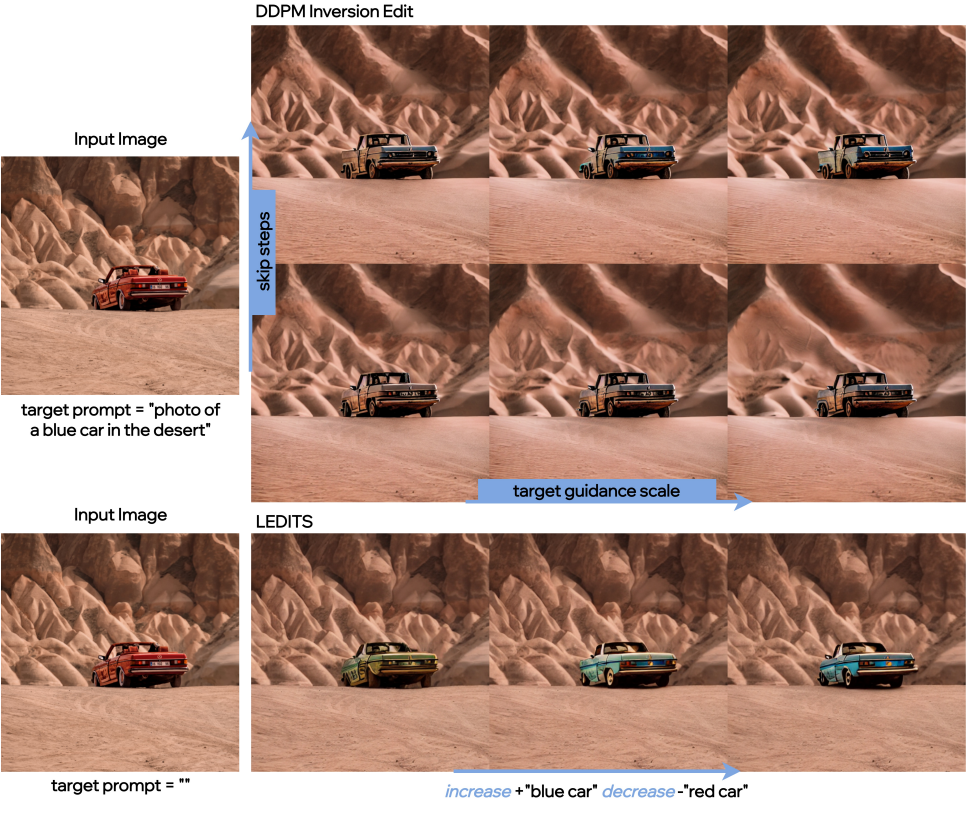 DDPM Inversion Edit
Input Image
skip steps
target prompt = "photo of
a blue car in the desert"
target guidance scale
Input Image
LEDITS
target prompt = ""
increase +"blue car" decrease -"red car"